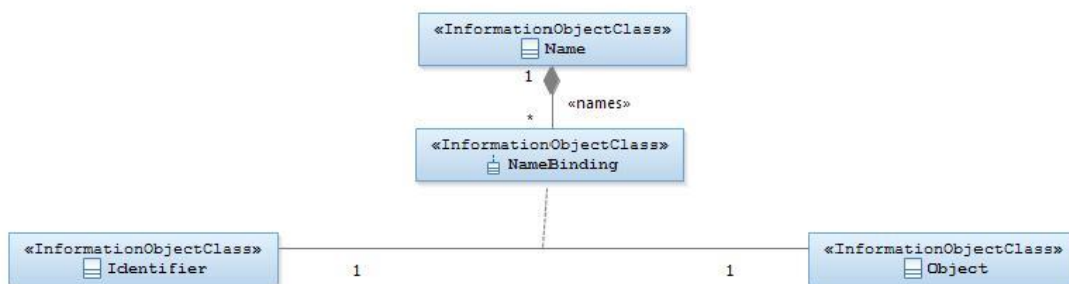 «InformationObjectClass»
Name
1
«names»
*
«InformationObjectClass»
NameBinding
«InformationObjectClass»
Identifier
1
1
«InformationObjectClass»
Object